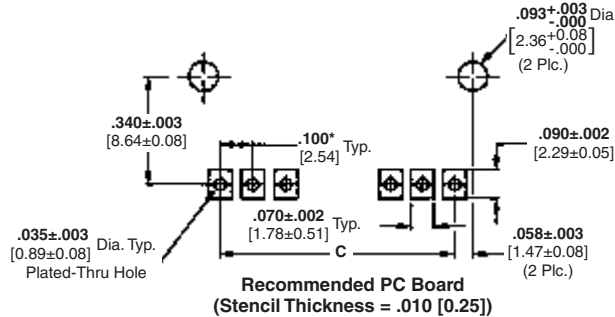 .093+.003 -.000 Dia
[2.36+0.08 -.000]
(2 Plc.)
.340±.003
[8.64±0.08]
.100* Typ.
[2.54]
.090±.002
[2.29±0.05]
.070±.002 Typ.
[1.78±0.51]
.035±.003 Dia. Typ.
[0.89±0.08]
Plated-Thru Hole
C
.058±.003
[1.47±0.08]
(2 Plc.)
Recommended PC Board
(Stencil Thickness = .010 [0.25])